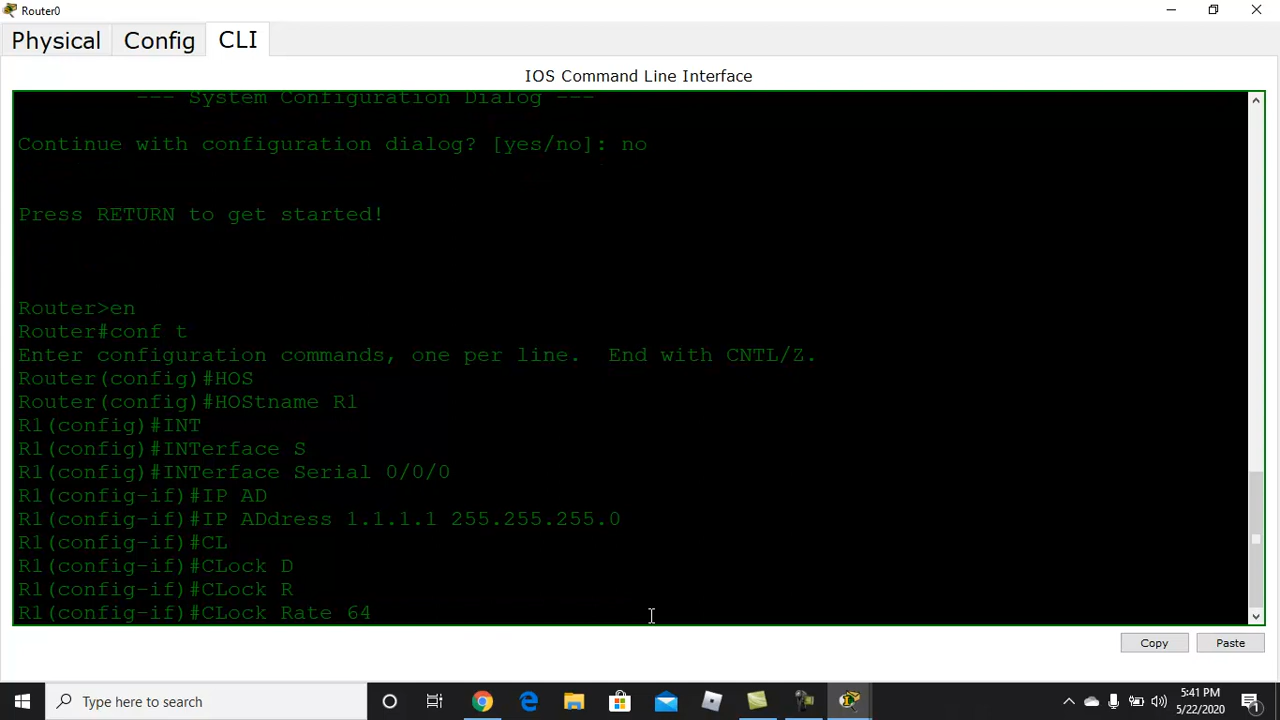 Router0
Physical
Config
CLI
IOS Command Line Interface
--- System Configuration Dialog ---
Continue with configuration dialog? [yes/no]: no
Press RETURN to get started!
Router>en
Router#conf t
Enter configuration commands, one per line.  End with CNTL/Z.
Router(config)#HOS
Router(config)#HOStname R1
R1(config)#INT
R1(config)#INTerface S
R1(config)#INTerface Serial 0/0/0
R1(config-if)#IP AD
R1(config-if)#IP ADdress 1.1.1.1 255.255.255.0
R1(config-if)#CL
R1(config-if)#CLock D
R1(config-if)#CLock R
R1(config-if)#CLock Rate 64
Copy
Paste
Type here to search
5:41 PM
5/22/2020
1